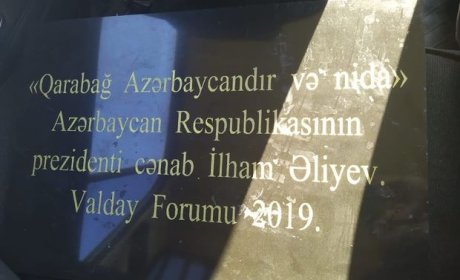 «Qarabağ Azərbaycandır və nida»
Azərbaycan Respublikasının
prezidenti cənab İlham Əliyev.
Valday Forumu 2019.